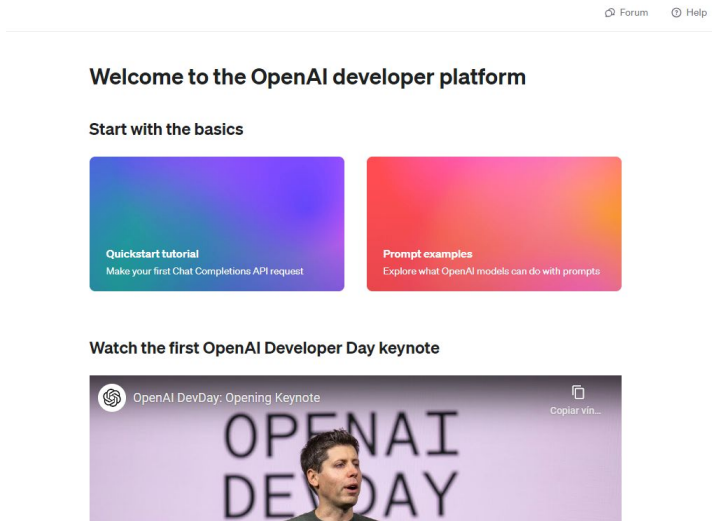 Forum
Help
Welcome to the OpenAI developer platform
Start with the basics
Quickstart tutorial
Make your first Chat Completions API request
Prompt examples
Explore what OpenAI models can do with prompts
Watch the first OpenAI Developer Day keynote
OpenAI DevDay: Opening Keynote
Copiar vín...
OPENAI
DEVDAY